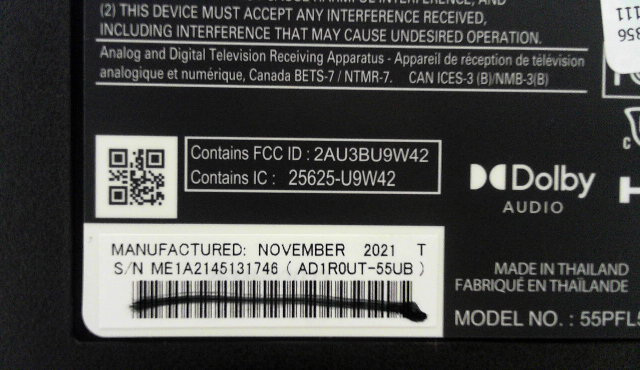 (2) THIS DEVICE MUST ACCEPT ANY INTERFERENCE RECEIVED,
INCLUDING INTERFERENCE THAT MAY CAUSE UNDESIRED OPERATION.
Analog and Digital Television Receiving Apparatus - Appareil de réception de télévision
analogique et numérique, Canada BETS-7 / NTMR-7. CAN ICES-3 (B)/NMB-3(B)
Contains FCC ID : 2AU3BU9W42
Contains IC : 25625-U9W42
Dolby
AUDIO
MANUFACTURED: NOVEMBER 2021 T
S/N ME1A2145131746 ( AD1R0UT-55UB )
MADE IN THAILAND
FABRIQUÉ EN THAÏLANDE
MODEL NO. : 55PFL5